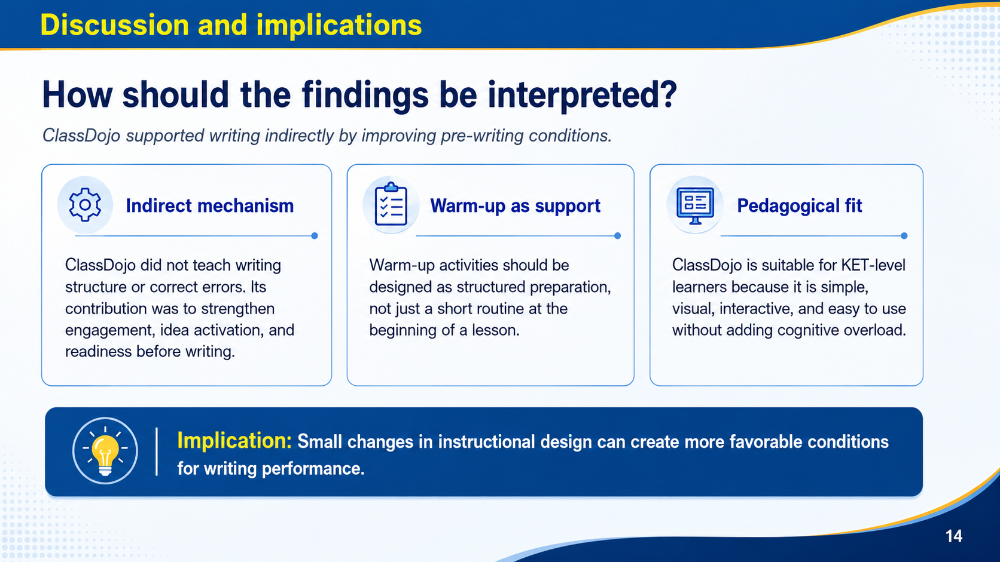 Discussion and implications
How should the findings be interpreted?
ClassDojo supported writing indirectly by improving pre-writing conditions.
Indirect mechanism
ClassDojo did not teach writing
structure or correct errors. Its
contribution was to strengthen
engagement, idea activation, and
readiness before writing.
Warm-up as support
Warm-up activities should be
designed as structured preparation,
not just a short routine at the
beginning of a lesson.
Pedagogical fit
ClassDojo is suitable for KET-level
learners because it is simple,
visual, interactive, and easy to use
without adding cognitive overload.
Implication: Small changes in instructional design can create more favorable conditions
for writing performance.
14